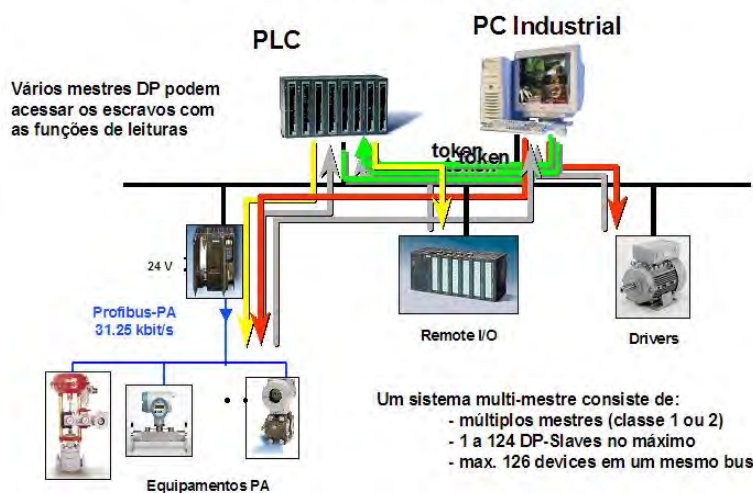 PLC
PC Industrial
Vários mestres DP podem
acessar os escravos com
as funções de leituras
token
token
token
24 V
Profibus-PA
31.25 kbit/s
Remote I/O
Drivers
Um sistema multi-mestre consiste de:
- múltiplos mestres (classe 1 ou 2)
- 1 a 124 DP-Slaves no máximo
- max. 126 devices em um mesmo bus
Equipamentos PA